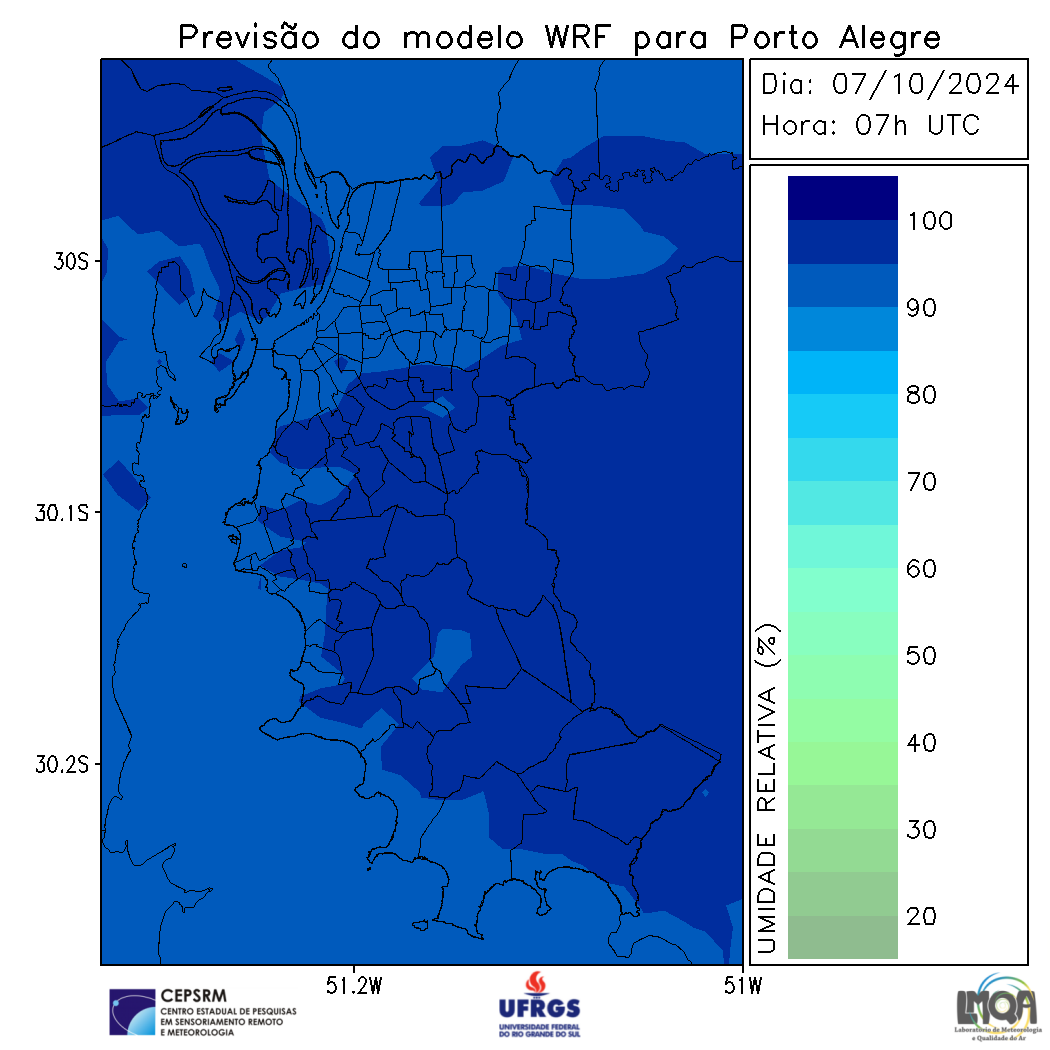 Previsão do modelo WRF para Porto Alegre
Dia: 07/10/2024
Hora: 07h UTC
100
90
80
70
60
50
40
30
20
UMIDADE RELATIVA (%)
30S
30.1S
30.2S
51.2W
51W
CEPSRM
CENTRO ESTADUAL DE PESQUISAS
EM SENSORIAMENTO REMOTO
E METEOROLOGIA
UFRGS
UNIVERSIDADE FEDERAL
DO RIO GRANDE DO SUL
LMQA
Laboratório de Meteorologia
e Qualidade do Ar